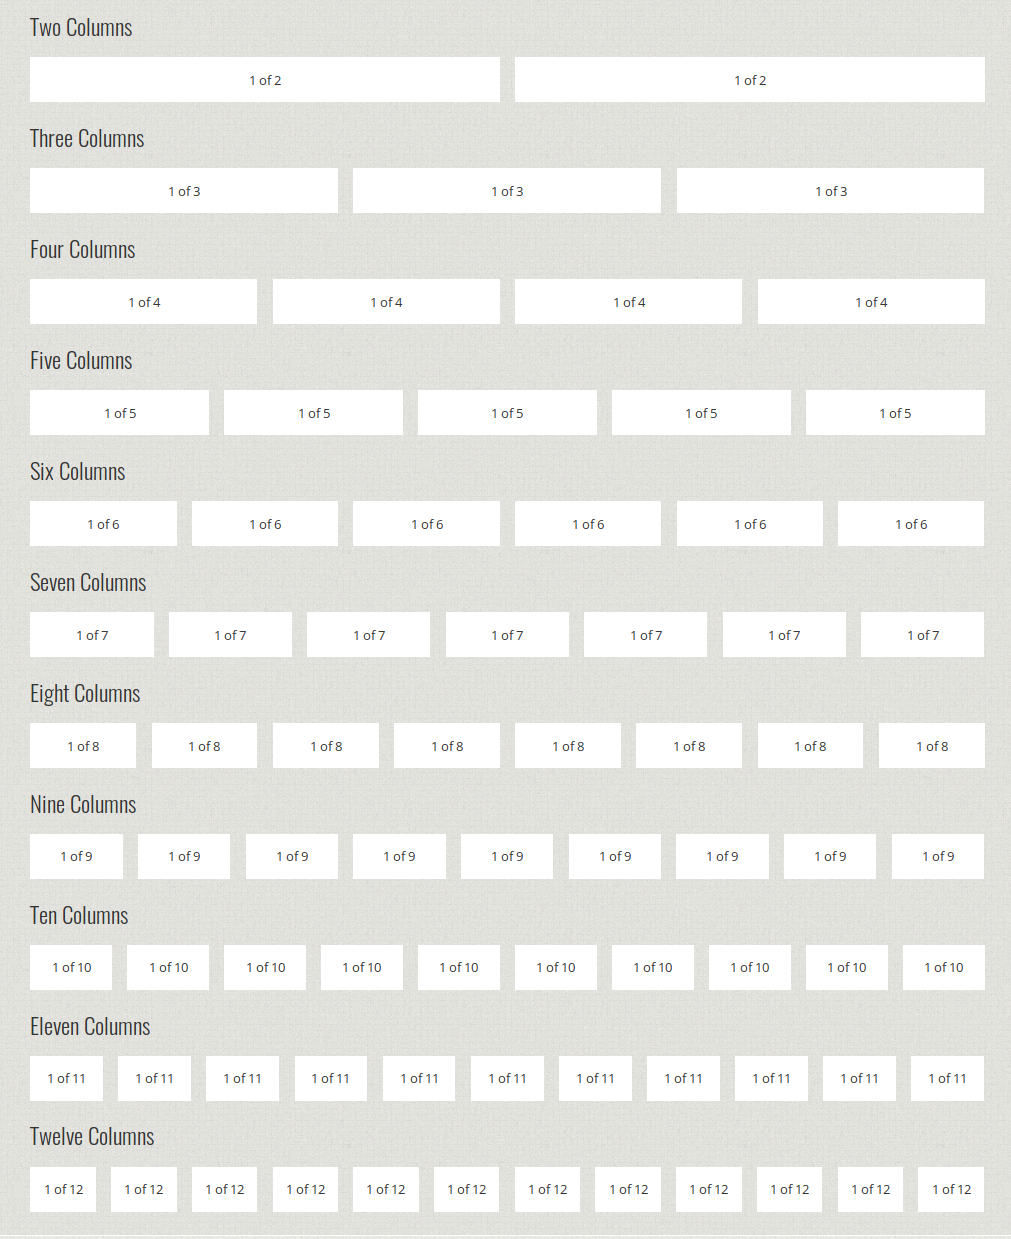 Two Columns
1 of 2 1 of 2
Three Columns
1 of 3 1 of 3 1 of 3
Four Columns
1 of 4 1 of 4 1 of 4 1 of 4
Five Columns
1 of 5 1 of 5 1 of 5 1 of 5 1 of 5
Six Columns
1 of 6 1 of 6 1 of 6 1 of 6 1 of 6 1 of 6
Seven Columns
1 of 7 1 of 7 1 of 7 1 of 7 1 of 7 1 of 7 1 of 7
Eight Columns
1 of 8 1 of 8 1 of 8 1 of 8 1 of 8 1 of 8 1 of 8 1 of 8
Nine Columns
1 of 9 1 of 9 1 of 9 1 of 9 1 of 9 1 of 9 1 of 9 1 of 9 1 of 9
Ten Columns
1 of 10 1 of 10 1 of 10 1 of 10 1 of 10 1 of 10 1 of 10 1 of 10 1 of 10 1 of 10
Eleven Columns
1 of 11 1 of 11 1 of 11 1 of 11 1 of 11 1 of 11 1 of 11 1 of 11 1 of 11 1 of 11 1 of 11
Twelve Columns
1 of 12 1 of 12 1 of 12 1 of 12 1 of 12 1 of 12 1 of 12 1 of 12 1 of 12 1 of 12 1 of 12 1 of 12